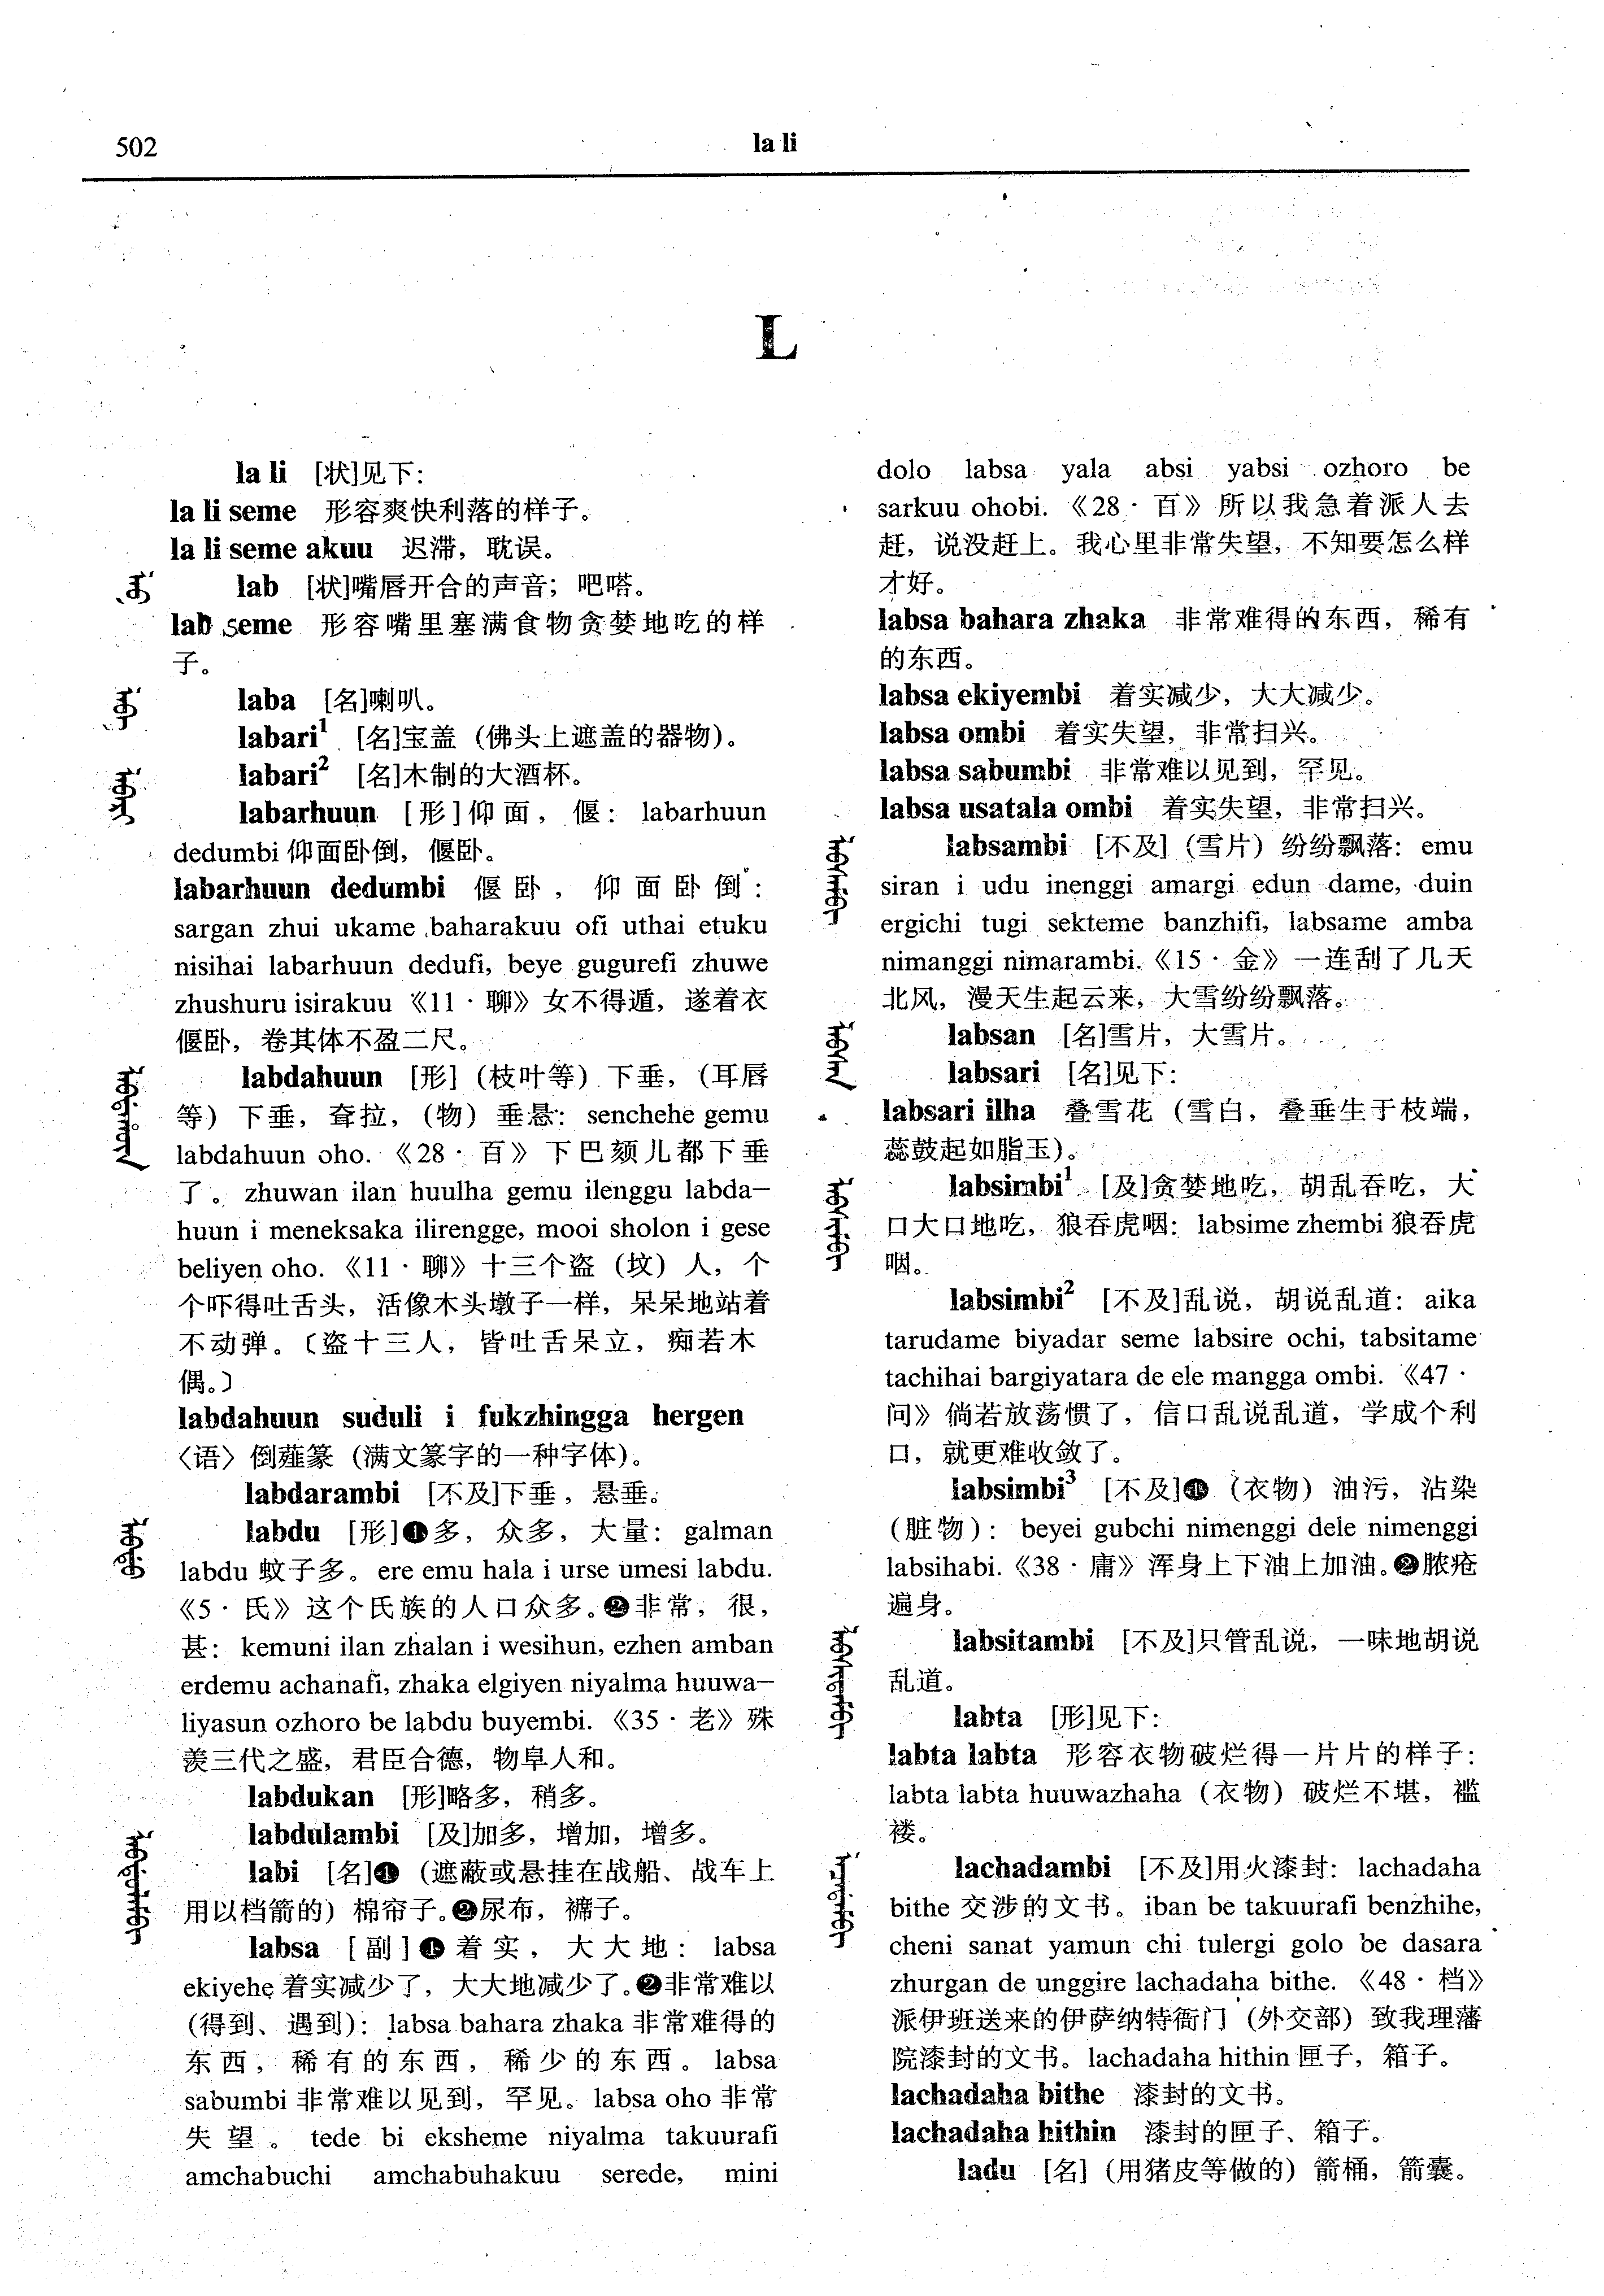 502
la li
L
la li [状]见下：
la li seme 形容爽快利落的样子。
la li seme akuu 迟滞，耽误。
lab [状]嘴唇开合的声音；吧嗒。
lab seme 形容嘴里塞满食物贪婪地吃的样
子。
laba [名]喇叭。
labari¹ [名]宝盖（佛头上遮盖的器物）。
labari² [名]木制的大酒杯。
labarhuun [形]仰面，偃：labarhuun
dedumbi 仰面卧倒，偃卧。
labarhuun dedumbi 偃卧，仰面卧倒：
sargan zhui ukame baharakuu ofi uthai etuku
nisihai labarhuun dedufi, beye gugurefi zhuwe
zhushuru isirakuu《11·聊》女不得遁，遂着衣
偃卧，卷其体不盈二尺。
labdahuun [形]（枝叶等）下垂，（耳唇
等）下垂，耷拉，（物）垂悬：senchehe gemu
labdahuun oho.《28·百》下巴颏儿都下垂
了。zhuwan ilan huulha gemu ilenggu labda-
huun i meneksaka ilirengge, mooi sholon i gese
beliyen oho.《11·聊》十三个盗（坟）人，个
个吓得吐舌头，活像木头墩子一样，呆呆地站着
不动弹。〔盗十三人，皆吐舌呆立，痴若木
偶。〕
labdahuun suduli i fukzhingga hergen
〈语〉倒薤篆（满文篆字的一种字体）。
labdarambi [不及]下垂，悬垂。
labdu [形]❶多，众多，大量：galman
labdu 蚊子多。ere emu hala i urse umesi labdu.
《5·氏》这个氏族的人口众多。❷非常，很，
甚：kemuni ilan zhalan i wesihun, ezhen amban
erdemu achanafi, zhaka elgiyen niyalma huuwa-
liyasun ozhoro be labdu buyembi.《35·老》殊
羡三代之盛，君臣合德，物阜人和。
labdukan [形]略多，稍多。
labdulambi [及]加多，增加，增多。
labi [名]❶（遮蔽或悬挂在战船、战车上
用以档箭的）棉帘子。❷尿布，褯子。
labsa [副]❶着实，大大地：labsa
ekiyehe 着实减少了，大大地减少了。❷非常难以
（得到、遇到）：labsa bahara zhaka 非常难得的
东西，稀有的东西，稀少的东西。labsa
sabumbi 非常难以见到，罕见。labsa oho 非常
失望。tede bi eksheme niyalma takuurafi
amchabuchi amchabuhakuu serede, mini
dolo labsa yala absi yabsi ozhoro be
sarkuu ohobi.《28·百》所以我急着派人去
赶，说没赶上。我心里非常失望，不知要怎么样
才好。
labsa bahara zhaka 非常难得的东西，稀有
的东西。
labsa ekiyembi 着实减少，大大减少。
labsa ombi 着实失望，非常扫兴。
labsa sabumbi 非常难以见到，罕见。
labsa usatala ombi 着实失望，非常扫兴。
labsambi [不及]（雪片）纷纷飘落：emu
siran i udu inenggi amargi edun dame, duin
ergichi tugi sekteme banzhifi, labsame amba
nimanggi nimarambi.《15·金》一连刮了几天
北风，漫天生起云来，大雪纷纷飘落。
labsan [名]雪片，大雪片。
labsari [名]见下：
labsari ilha 叠雪花（雪白，叠垂生于枝端，
蕊鼓起如脂玉）。
labsimbi¹ [及]贪婪地吃，胡乱吞吃，大
口大口地吃，狼吞虎咽：labsime zhembi 狼吞虎
咽。
labsimbi² [不及]乱说，胡说乱道：aika
tarudame biyadar seme labsire ochi, tabsitame
tachihai bargiyatara de ele mangga ombi.《47·
问》倘若放荡惯了，信口乱说乱道，学成个利
口，就更难收敛了。
labsimbi³ [不及]❶（衣物）油污，沾染
（脏物）：beyei gubchi nimenggi dele nimenggi
labsihabi.《38·庸》浑身上下油上加油。❷脓疮
遍身。
labsitambi [不及]只管乱说，一味地胡说
乱道。
labta [形]见下：
labta labta 形容衣物破烂得一片片的样子：
labta labta huuwazhaha（衣物）破烂不堪，褴
褛。
lachadambi [不及]用火漆封：lachadaha
bithe 交涉的文书。iban be takuurafi benzhihe,
cheni sanat yamun chi tulergi golo be dasara
zhurgan de unggire lachadaha bithe.《48·档》
派伊班送来的伊萨纳特衙门（外交部）致我理藩
院漆封的文书。lachadaha hithin 匣子，箱子。
lachadaha bithe 漆封的文书。
lachadaha hithin 漆封的匣子、箱子。
ladu [名]（用猪皮等做的）箭桶，箭囊。